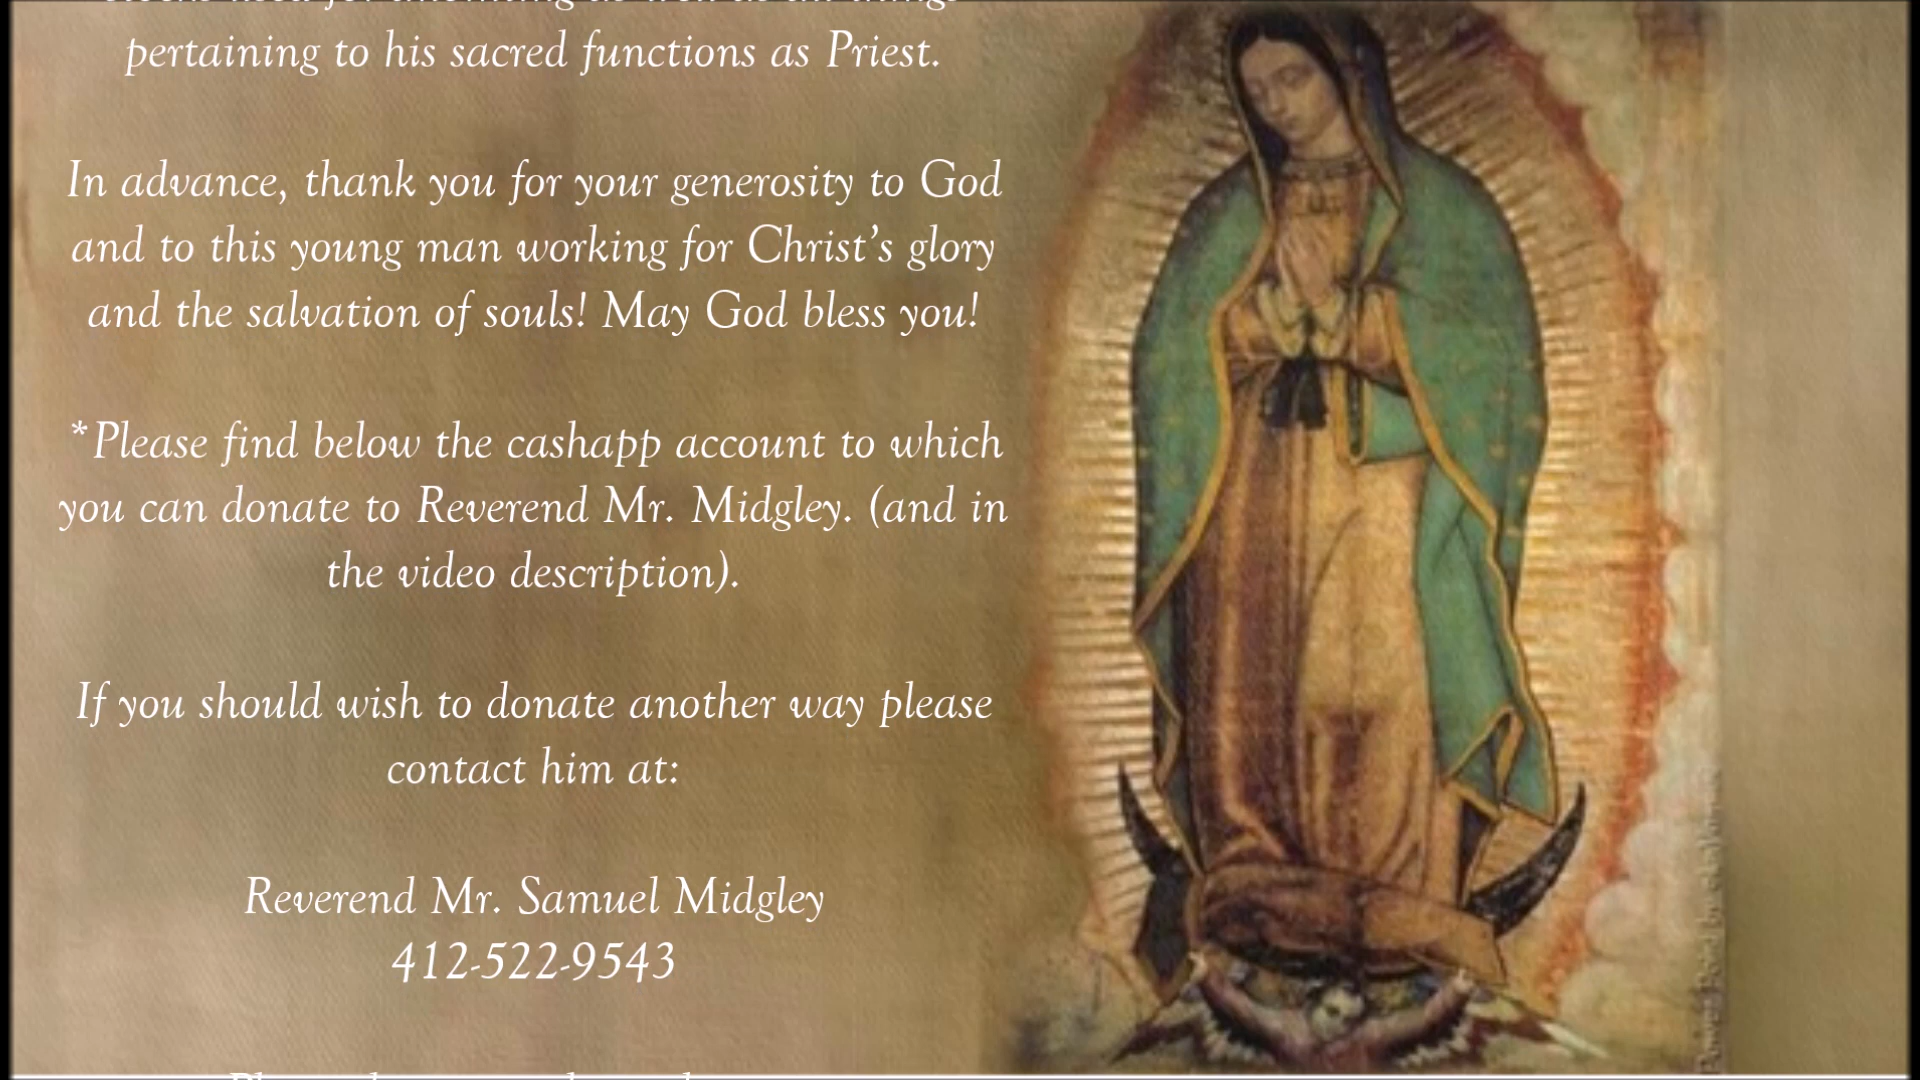 pertaining to his sacred functions as Priest.
In advance, thank you for your generosity to God
and to this young man working for Christ's glory
and the salvation of souls! May God bless you!
*Please find below the cashapp account to which
you can donate to Reverend Mr. Midgley. (and in
the video description).
If you should wish to donate another way please
contact him at:
Reverend Mr. Samuel Midgley
412-522-9543